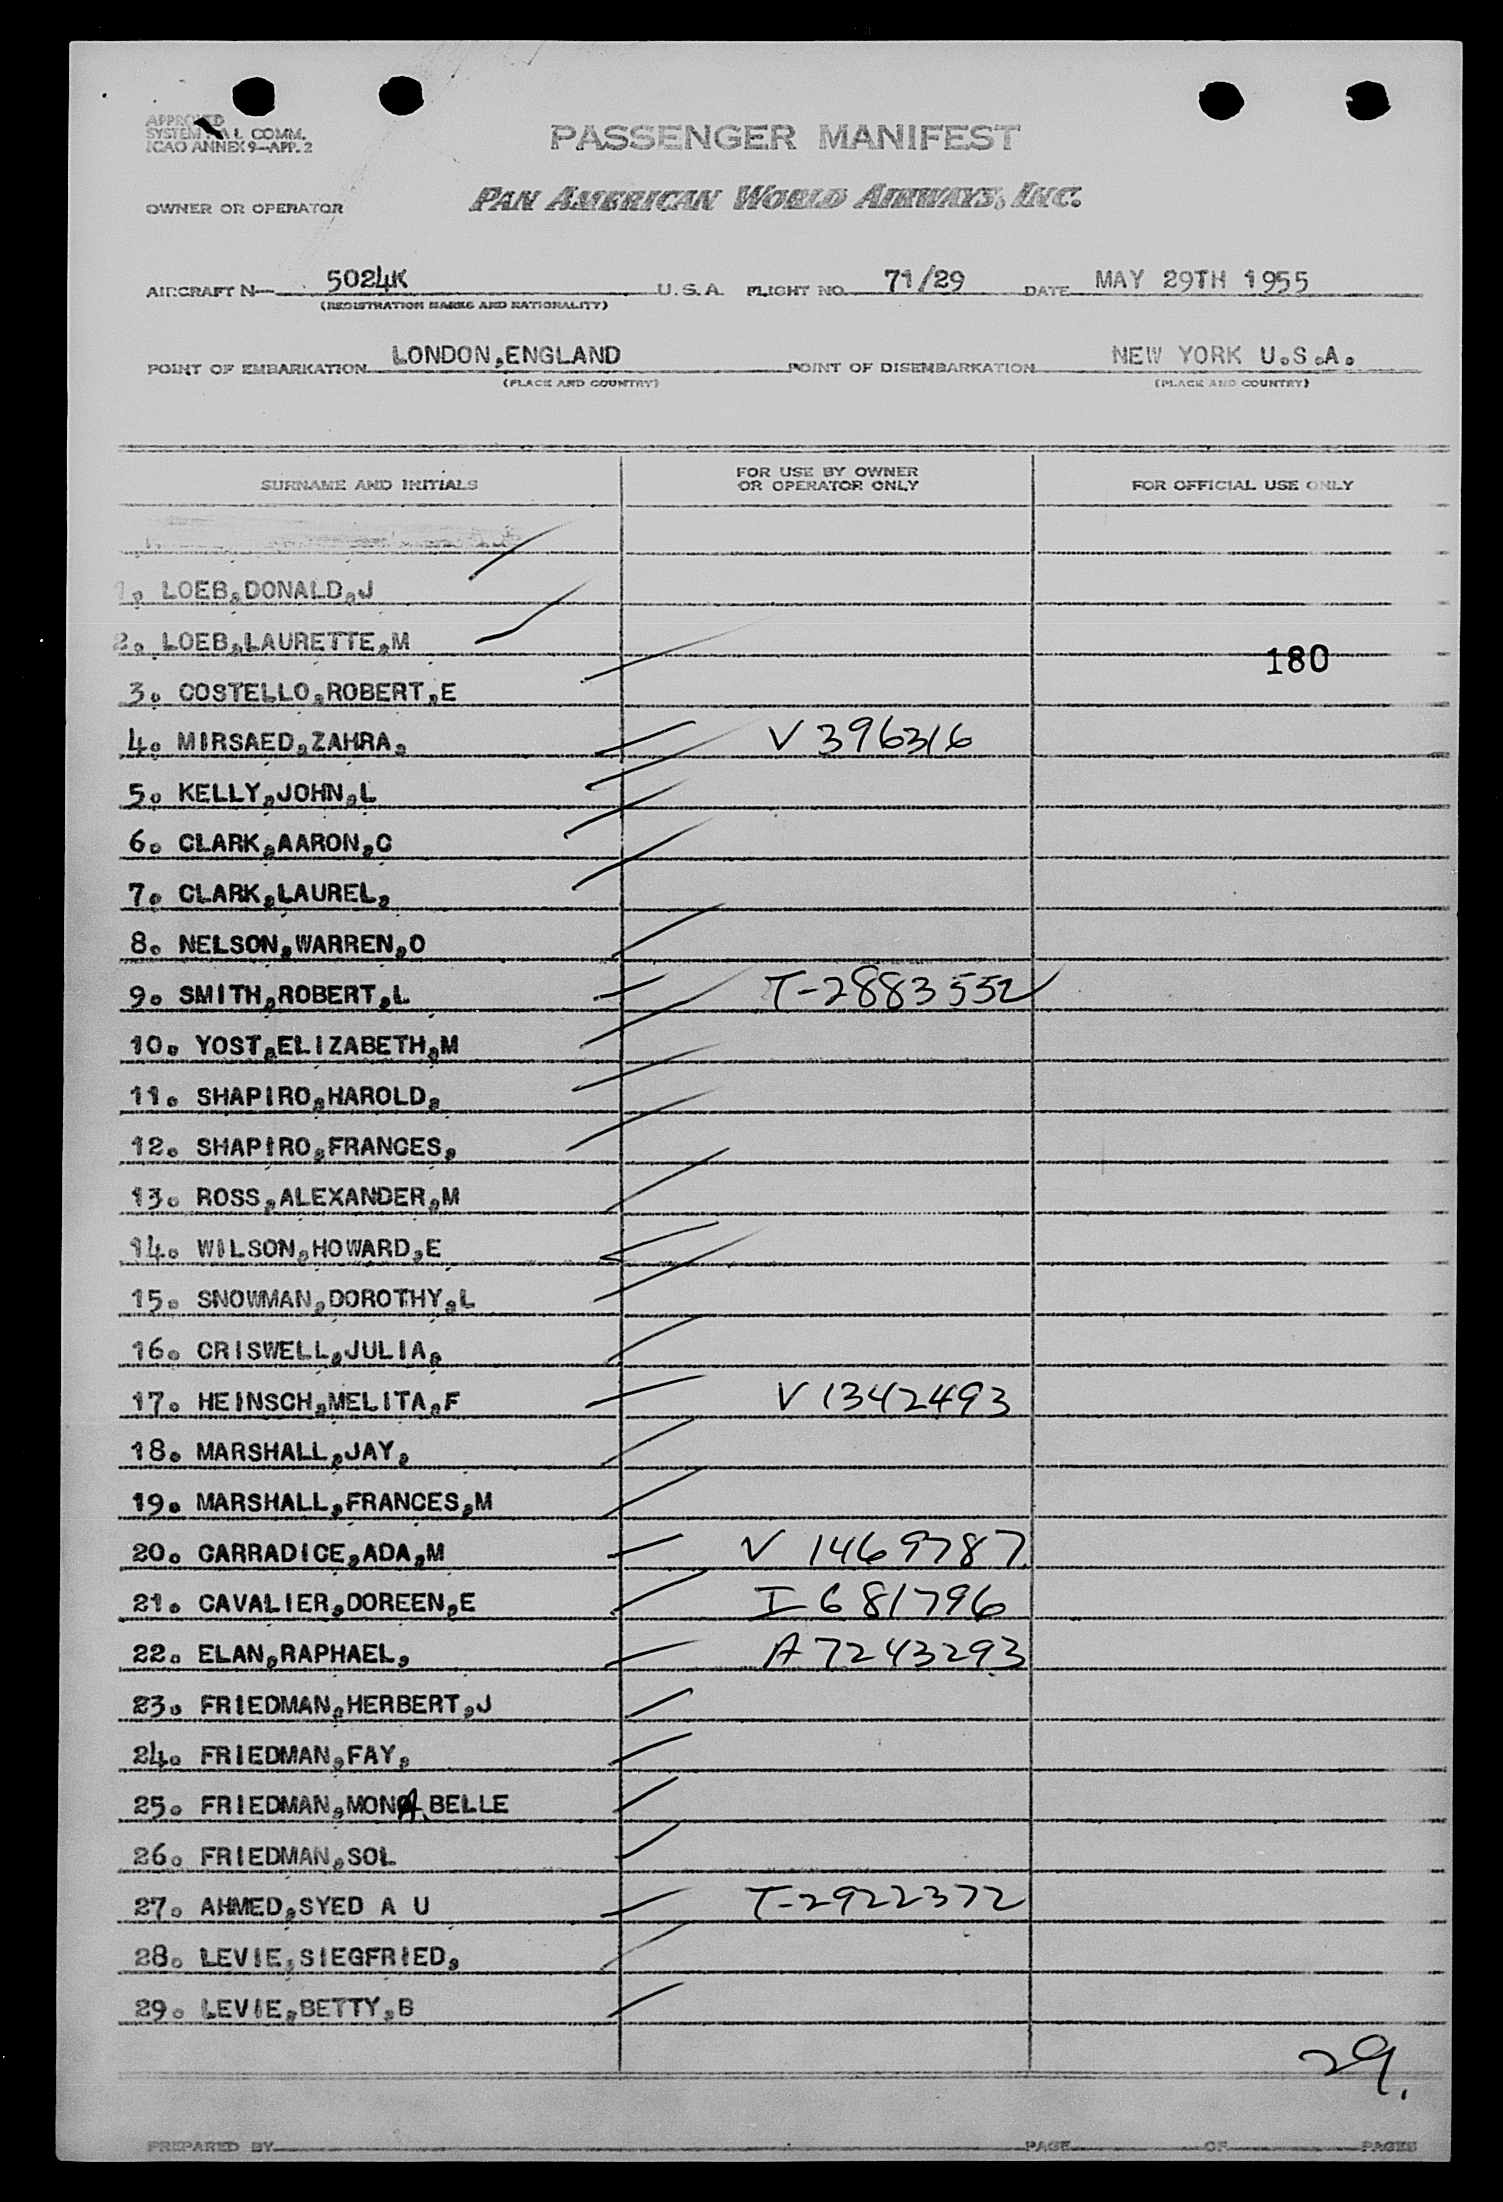 APPROVED
SYSTEM VAL COMM.
ICAO ANNEX 9—APP. 2
PASSENGER MANIFEST
OWNER OR OPERATOR PAN AMERICAN WORLD AIRWAYS, INC.
AIRCRAFT N— 5024K U.S.A. FLIGHT NO. 71/29 DATE MAY 29TH 1955
(REGISTRATION MARKS AND NATIONALITY)
POINT OF EMBARKATION LONDON,ENGLAND POINT OF DISEMBARKATION NEW YORK U.S.A.
(PLACE AND COUNTRY) (PLACE AND COUNTRY)
SURNAME AND INITIALS FOR USE BY OWNER OR OPERATOR ONLY FOR OFFICIAL USE ONLY
1. LOEB,DONALD,J
2. LOEB,LAURETTE,M 180
3. COSTELLO,ROBERT,E
4. MIRSAED,ZAHRA, V 396316
5. KELLY,JOHN,L
6. CLARK,AARON,C
7. CLARK,LAUREL,
8. NELSON,WARREN,O
9. SMITH,ROBERT,L T-2883552
10. YOST,ELIZABETH,M
11. SHAPIRO,HAROLD,
12. SHAPIRO,FRANCES,
13. ROSS,ALEXANDER,M
14. WILSON,HOWARD,E
15. SNOWMAN,DOROTHY,L
16. CRISWELL,JULIA,
17. HEINSCH,MELITA,F V 1342493
18. MARSHALL,JAY,
19. MARSHALL,FRANCES,M
20. CARRADICE,ADA,M V 1469787
21. CAVALIER,DOREEN,E I 681796
22. ELAN,RAPHAEL, A 7243293
23. FRIEDMAN,HERBERT,J
24. FRIEDMAN,FAY,
25. FRIEDMAN,MONA BELLE
26. FRIEDMAN,SOL
27. AHMED,SYED A U T-2922372
28. LEVIE,SIEGFRIED,
29. LEVIE,BETTY,B
29.
PREPARED BY PAGE OF PAGES